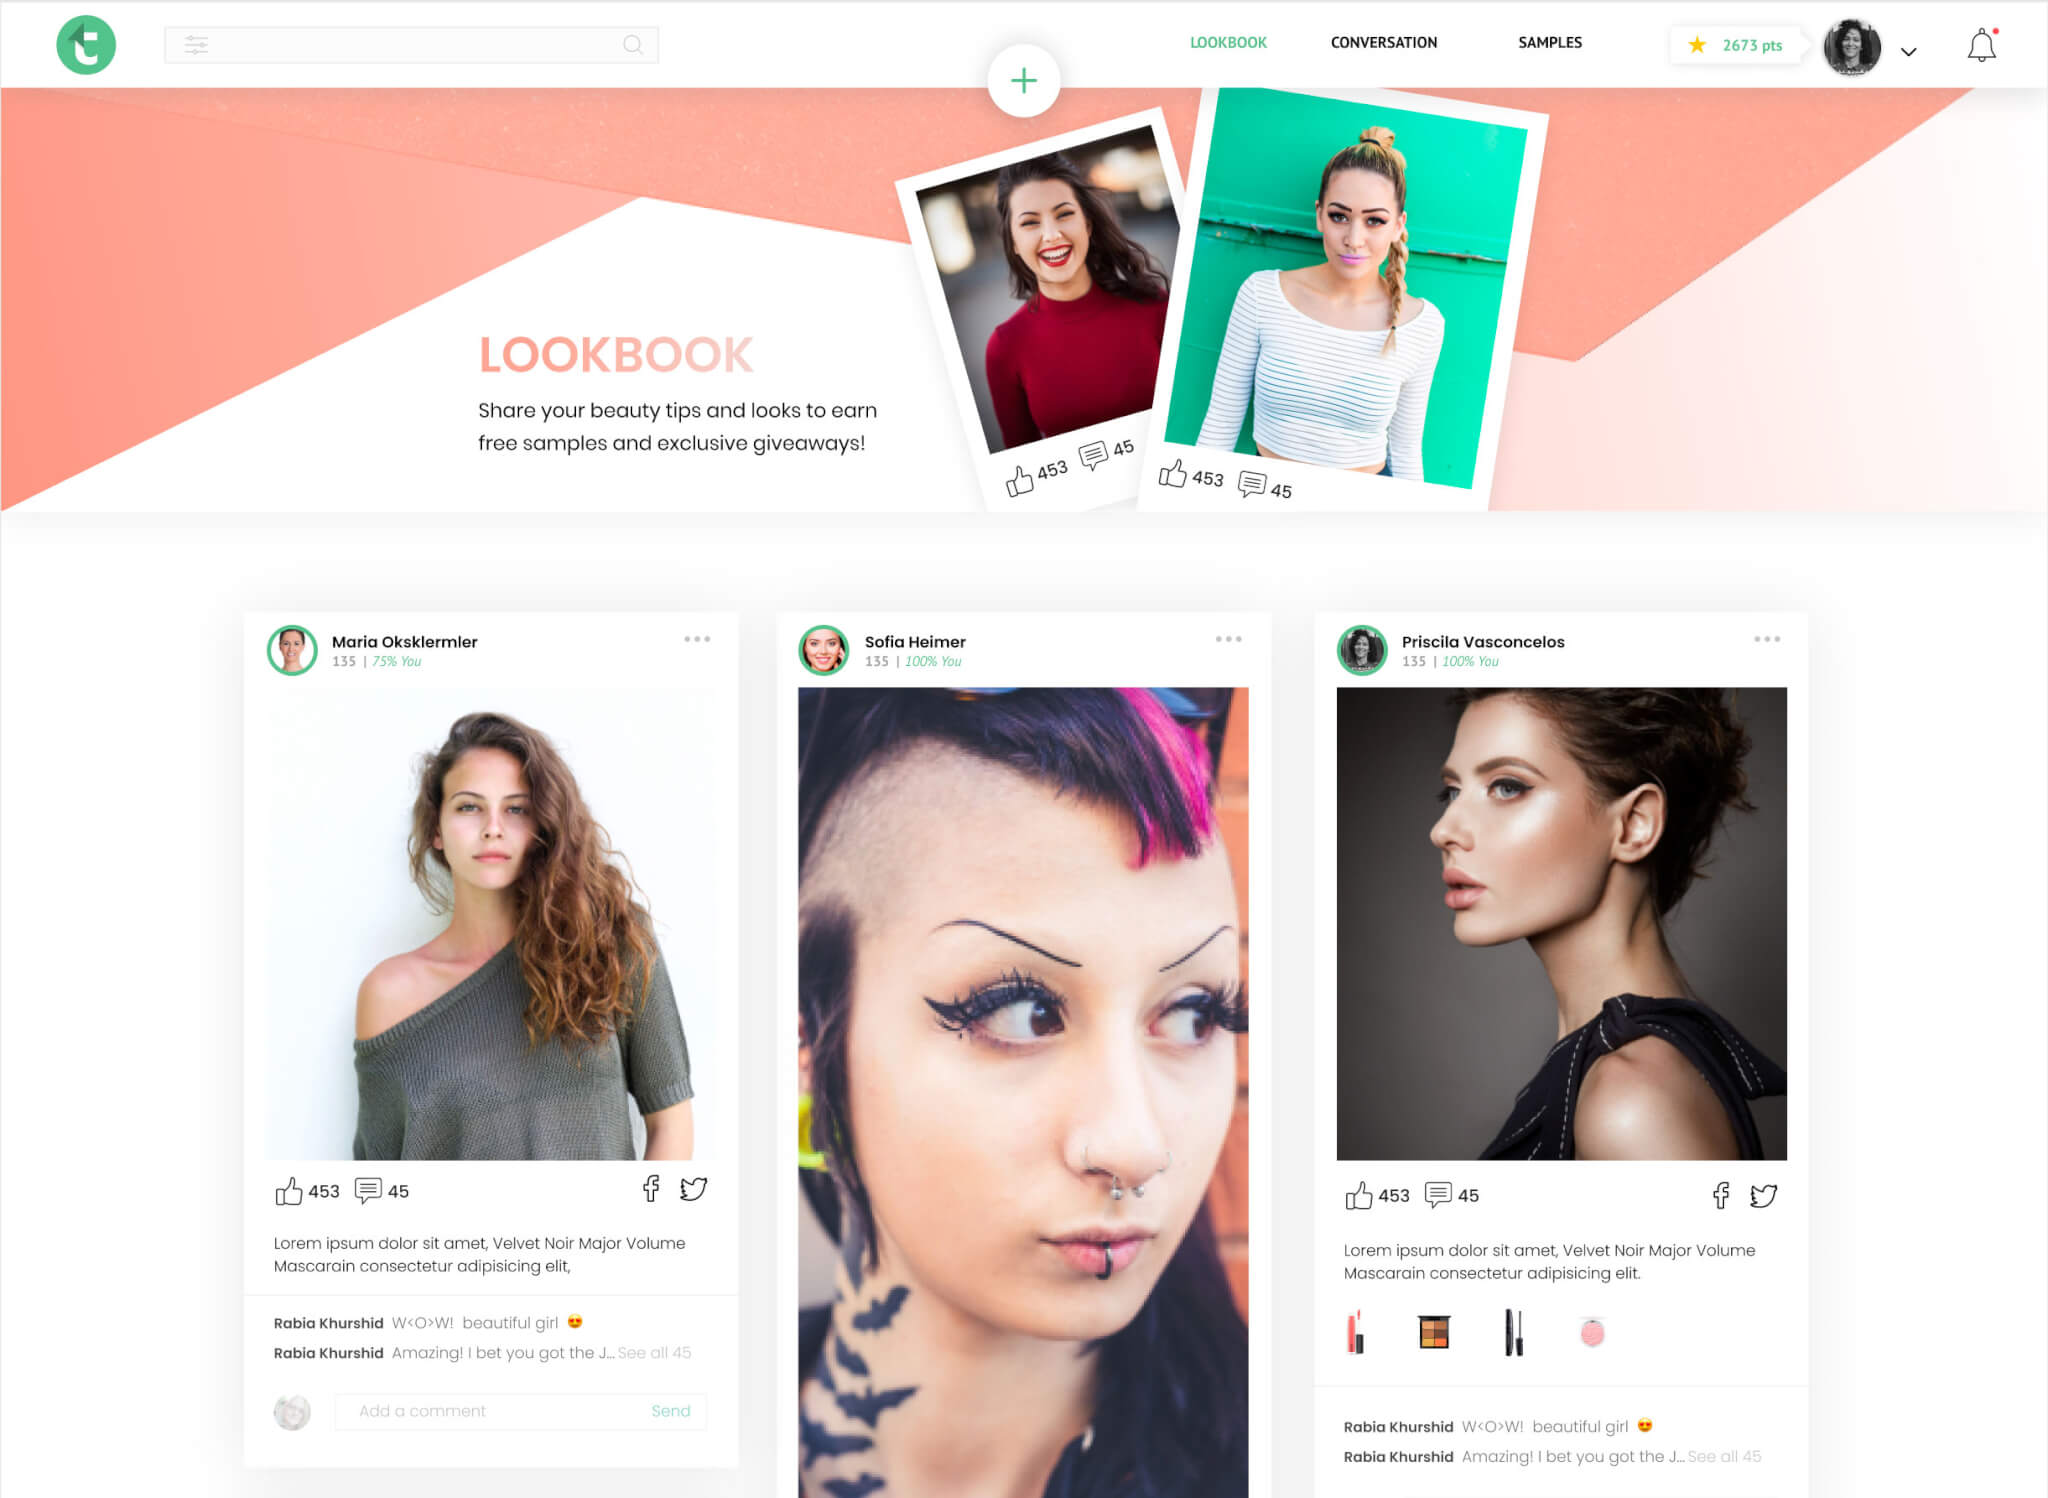 t
LOOKBOOK
CONVERSATION
SAMPLES
2673 pts
LOOKBOOK
Share your beauty tips and looks to earn
free samples and exclusive giveaways!
453 45
453 45
Maria Oksklermler
135 | 75% You
453 45
Lorem ipsum dolor sit amet, Velvet Noir Major Volume
Mascarain consectetur adipisicing elit,
Rabia Khurshid W<O>W! beautiful girl 😍
Rabia Khurshid Amazing! I bet you got the J... See all 45
Add a comment Send
Sofia Heimer
135 | 100% You
Priscila Vasconcelos
135 | 100% You
453 45
Lorem ipsum dolor sit amet, Velvet Noir Major Volume
Mascarain consectetur adipisicing elit.
Rabia Khurshid W<O>W! beautiful girl 😍
Rabia Khurshid Amazing! I bet you got the J... See all 45